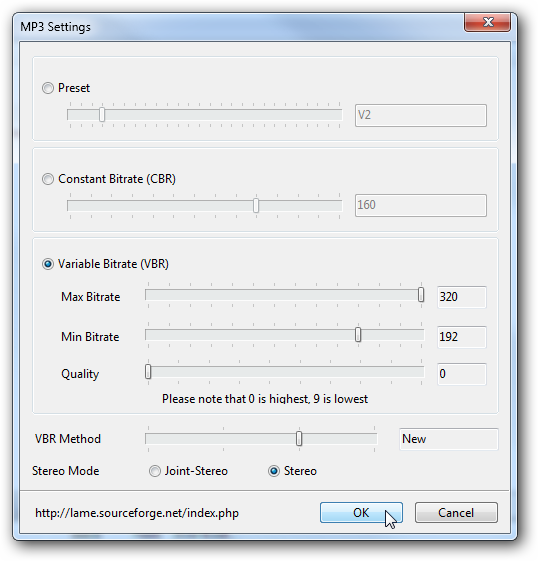 MP3 Settings
Preset
V2
Constant Bitrate (CBR)
160
Variable Bitrate (VBR)
Max Bitrate 320
Min Bitrate 192
Quality 0
Please note that 0 is highest, 9 is lowest
VBR Method New
Stereo Mode Joint-Stereo Stereo
http://lame.sourceforge.net/index.php OK Cancel